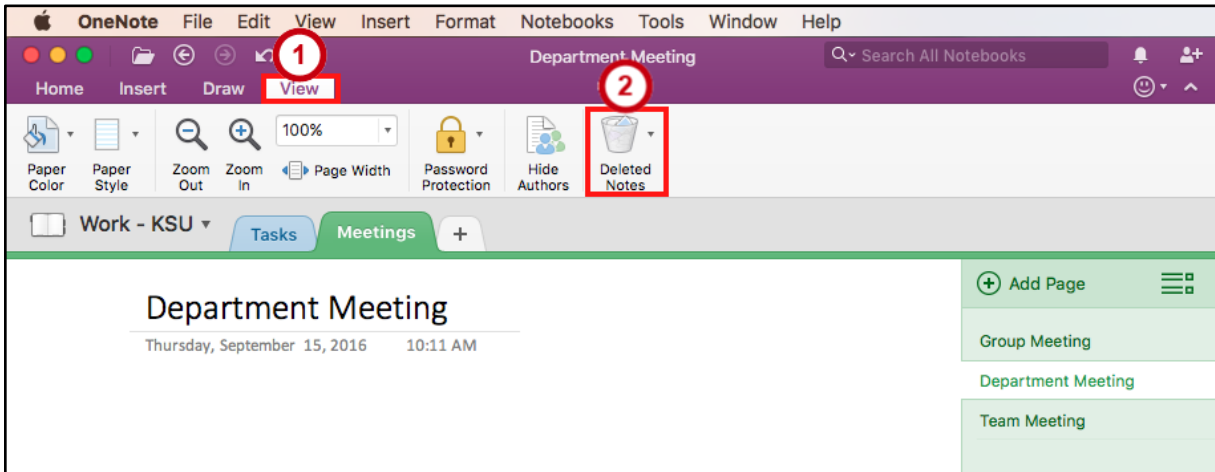 OneNote File Edit View Insert Format Notebooks Tools Window Help
1
Department Meeting
Search All Notebooks
2
Home Insert Draw View
100%
Page Width
Paper Color
Paper Style
Zoom Out
Zoom In
Password Protection
Hide Authors
Deleted Notes
Work - KSU
Tasks
Meetings
+
Department Meeting
Thursday, September 15, 2016 10:11 AM
Add Page
Group Meeting
Department Meeting
Team Meeting